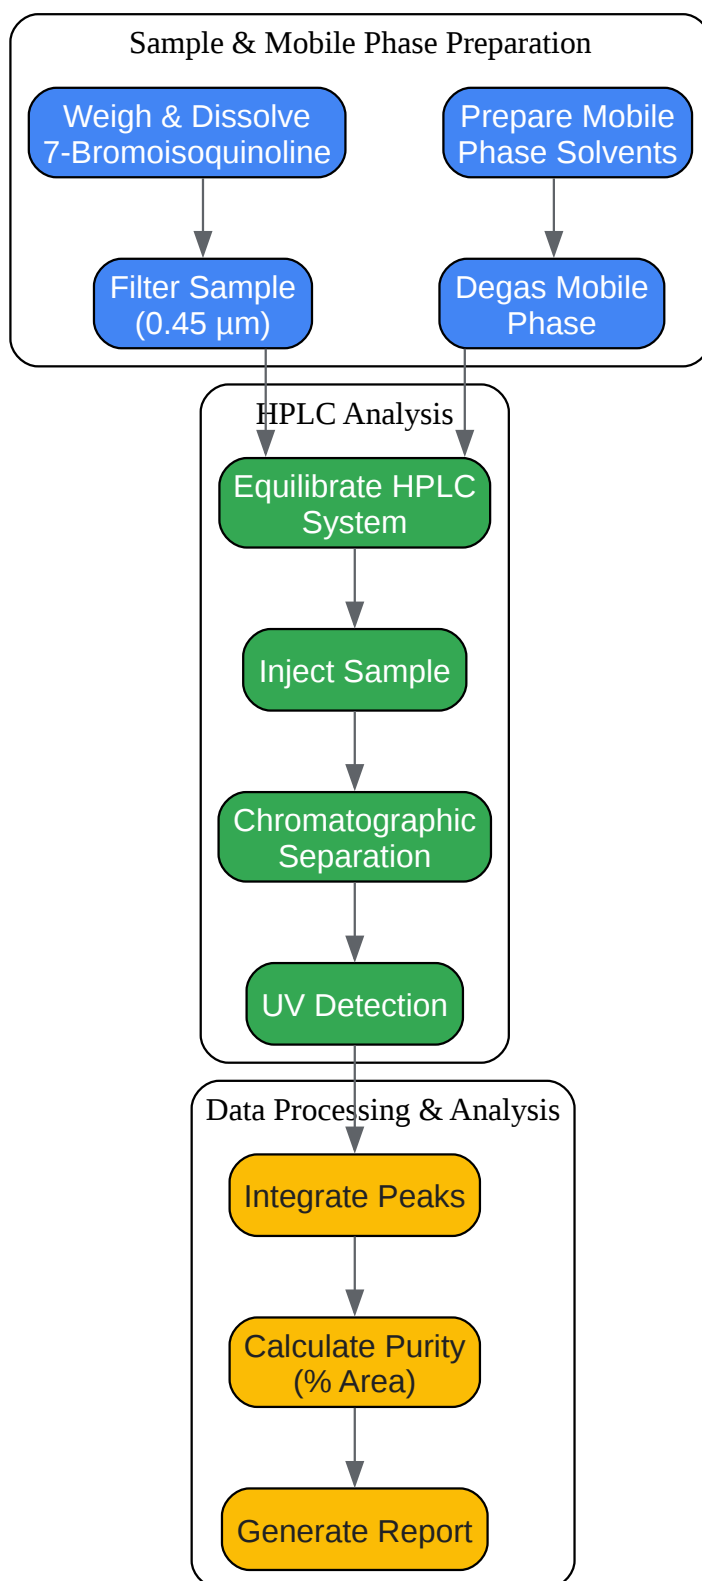 Sample & Mobile Phase Preparation
Weigh & Dissolve
7-Bromoisoquinoline
Prepare Mobile
Phase Solvents
Filter Sample
(0.45 µm)
Degas Mobile
Phase
HPLC Analysis
Equilibrate HPLC
System
Inject Sample
Chromatographic
Separation
UV Detection
Data Processing & Analysis
Integrate Peaks
Calculate Purity
(% Area)
Generate Report